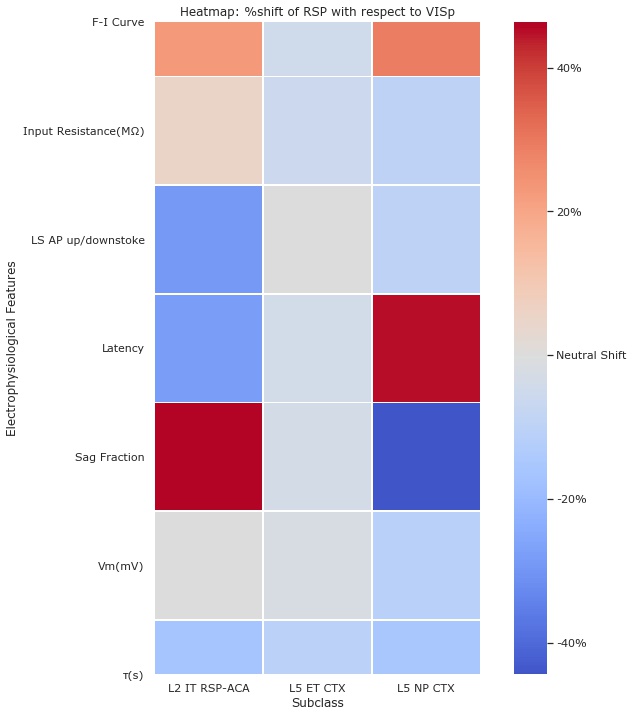 Heatmap: %shift of RSP with respect to VISp
F-I Curve
Input Resistance(MΩ)
LS AP up/downstoke
Latency
Sag Fraction
Vm(mV)
τ(s)
Electrophysiological Features
L2 IT RSP-ACA
L5 ET CTX
L5 NP CTX
Subclass
40%
20%
Neutral Shift
-20%
-40%